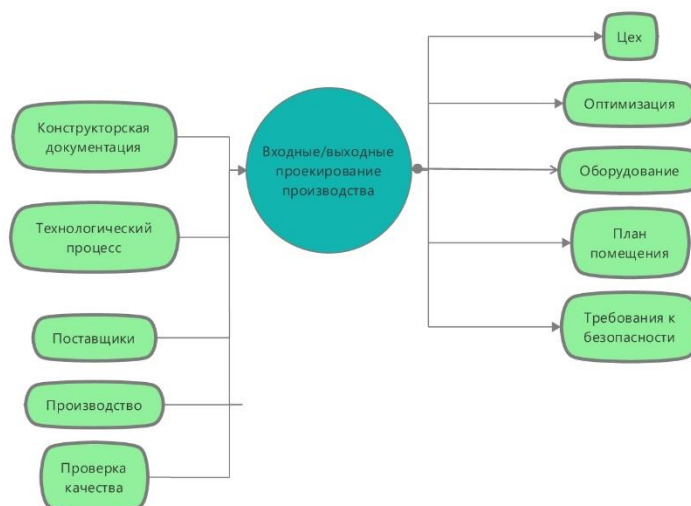 Конструкторская
документация
Технологический
процесс
Поставщики
Производство
Проверка
качества
Входные/выходные
проекирование
производства
Цех
Оптимизация
Оборудование
План
помещения
Требования к
безопасности